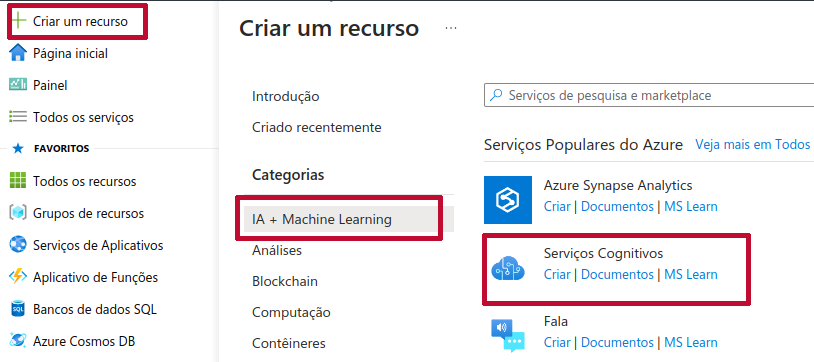 Criar um recurso
Página inicial
Painel
Todos os serviços
FAVORITOS
Todos os recursos
Grupos de recursos
Serviços de Aplicativos
Aplicativo de Funções
SQL
Bancos de dados SQL
Azure Cosmos DB
Criar um recurso ...
Introdução
Criado recentemente
Categorias
IA + Machine Learning
Análises
Blockchain
Computação
Contêineres
Serviços de pesquisa e marketplace
Serviços Populares do Azure Veja mais em Todos
Azure Synapse Analytics
Criar | Documentos | MS Learn
Serviços Cognitivos
Criar | Documentos | MS Learn
Fala
Criar | Documentos | MS Learn